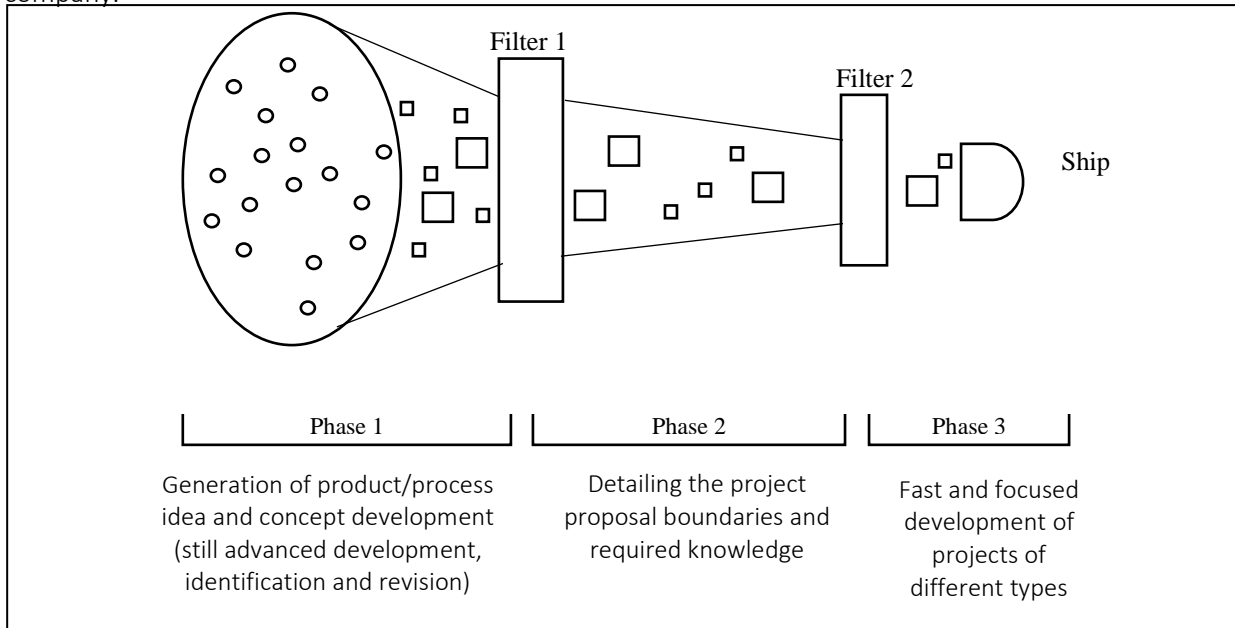 company.
Filter 1
Filter 2
Ship
Phase 1
Phase 2
Phase 3
Generation of product/process
idea and concept development
(still advanced development,
identification and revision)
Detailing the project
proposal boundaries and
required knowledge
Fast and focused
development of
projects of
different types